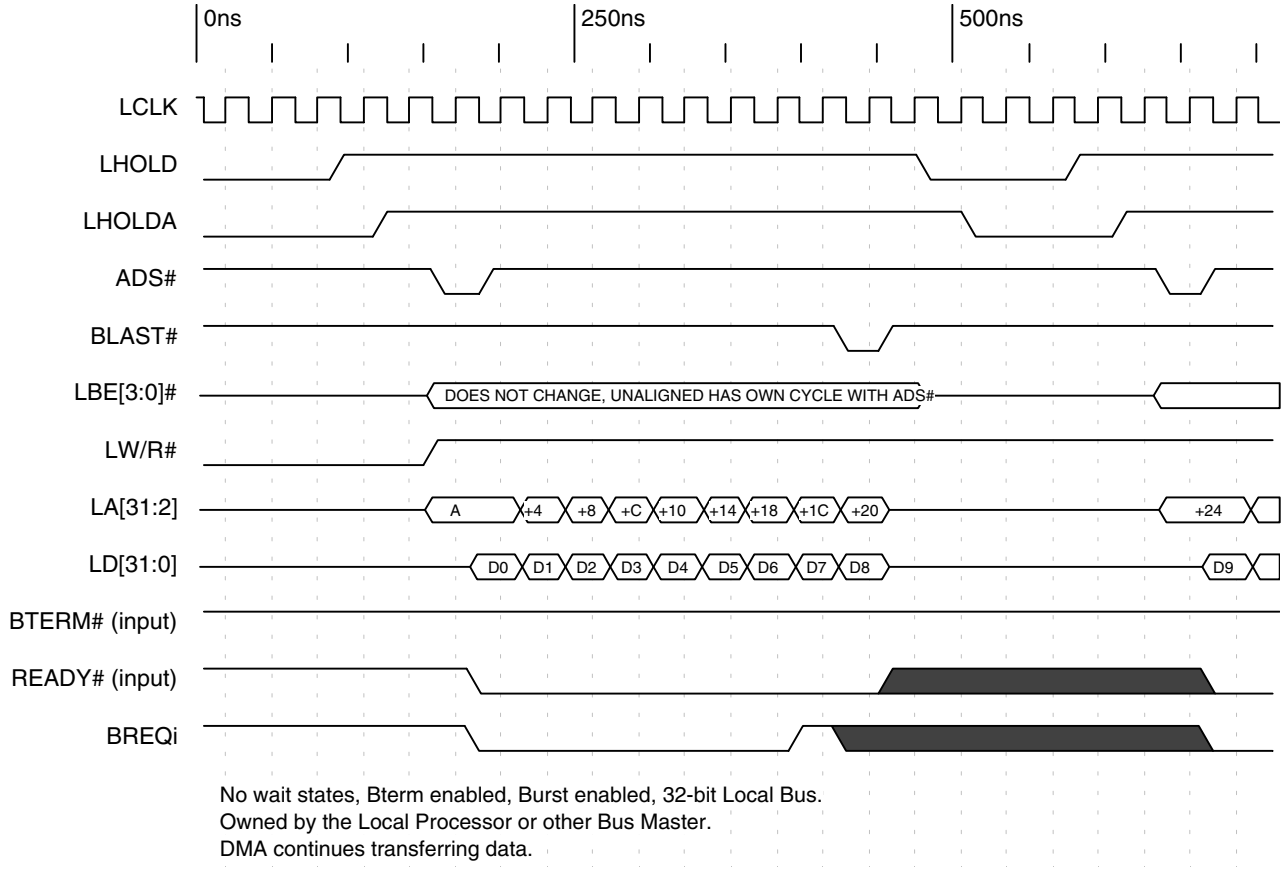 0ns 250ns 500ns
LCLK
LHOLD
LHOLDA
ADS#
BLAST#
LBE[3:0]# DOES NOT CHANGE, UNALIGNED HAS OWN CYCLE WITH ADS#
LW/R#
LA[31:2] A +4 +8 +C +10 +14 +18 +1C +20 +24
LD[31:0] D0 D1 D2 D3 D4 D5 D6 D7 D8 D9
BTERM# (input)
READY# (input)
BREQi
No wait states, Bterm enabled, Burst enabled, 32-bit Local Bus.
Owned by the Local Processor or other Bus Master.
DMA continues transferring data.